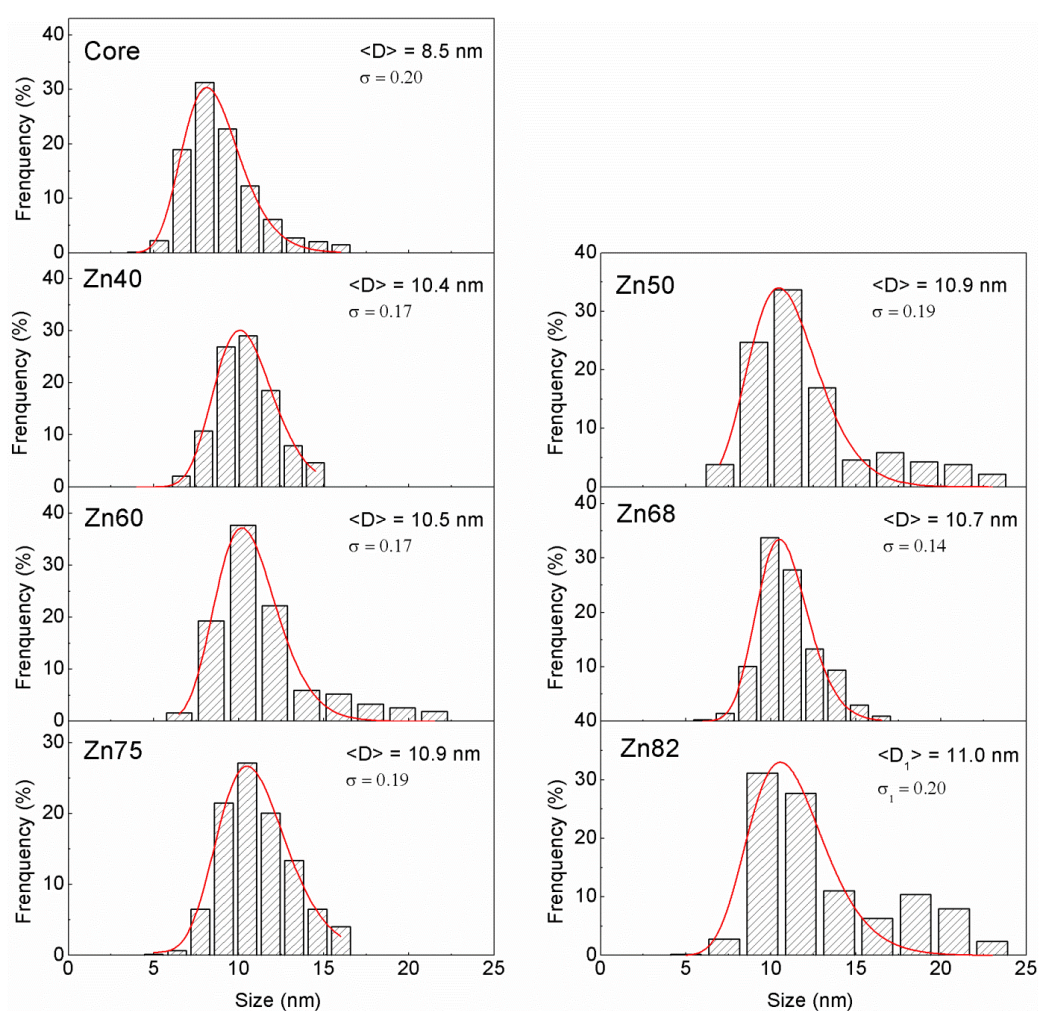 Core
<D> = 8.5 nm
σ = 0.20
Frenquency (%)
40
30
20
10
0
Zn40
<D> = 10.4 nm
σ = 0.17
Frenquency (%)
40
30
20
10
0
Zn50
<D> = 10.9 nm
σ = 0.19
Frenquency (%)
40
30
20
10
0
Zn60
<D> = 10.5 nm
σ = 0.17
Frenquency (%)
40
30
20
10
0
Zn68
<D> = 10.7 nm
σ = 0.14
Frenquency (%)
40
30
20
10
0
Zn75
<D> = 10.9 nm
σ = 0.19
Frenquency (%)
30
20
10
0
0 5 10 15 20 25
Size (nm)
Zn82
<D₁> = 11.0 nm
σ₁ = 0.20
Frenquency (%)
40
30
20
10
0
0 5 10 15 20 25
Size (nm)